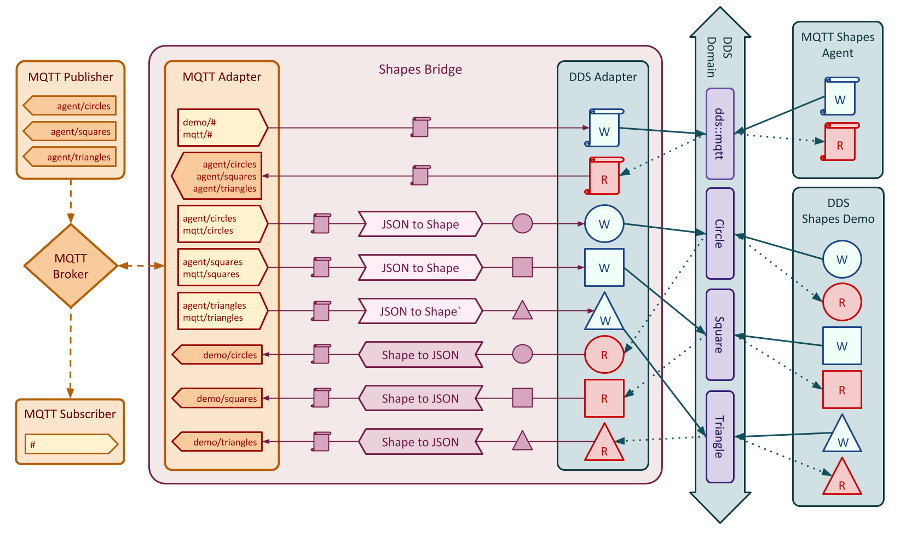 MQTT Publisher
agent/circles
agent/squares
agent/triangles
MQTT
Broker
MQTT Subscriber
#
Shapes Bridge
MQTT Adapter
demo/#
mqtt/#
agent/circles
agent/squares
agent/triangles
agent/circles
mqtt/circles
agent/squares
mqtt/squares
agent/triangles
mqtt/triangles
demo/circles
demo/squares
demo/triangles
JSON to Shape
JSON to Shape
JSON to Shape`
Shape to JSON
Shape to JSON
Shape to JSON
DDS Adapter
W
R
W
W
W
R
R
R
DDS
Domain
dds::mqtt
Circle
Square
Triangle
MQTT Shapes
Agent
W
R
DDS
Shapes Demo
W
R
W
R
W
R